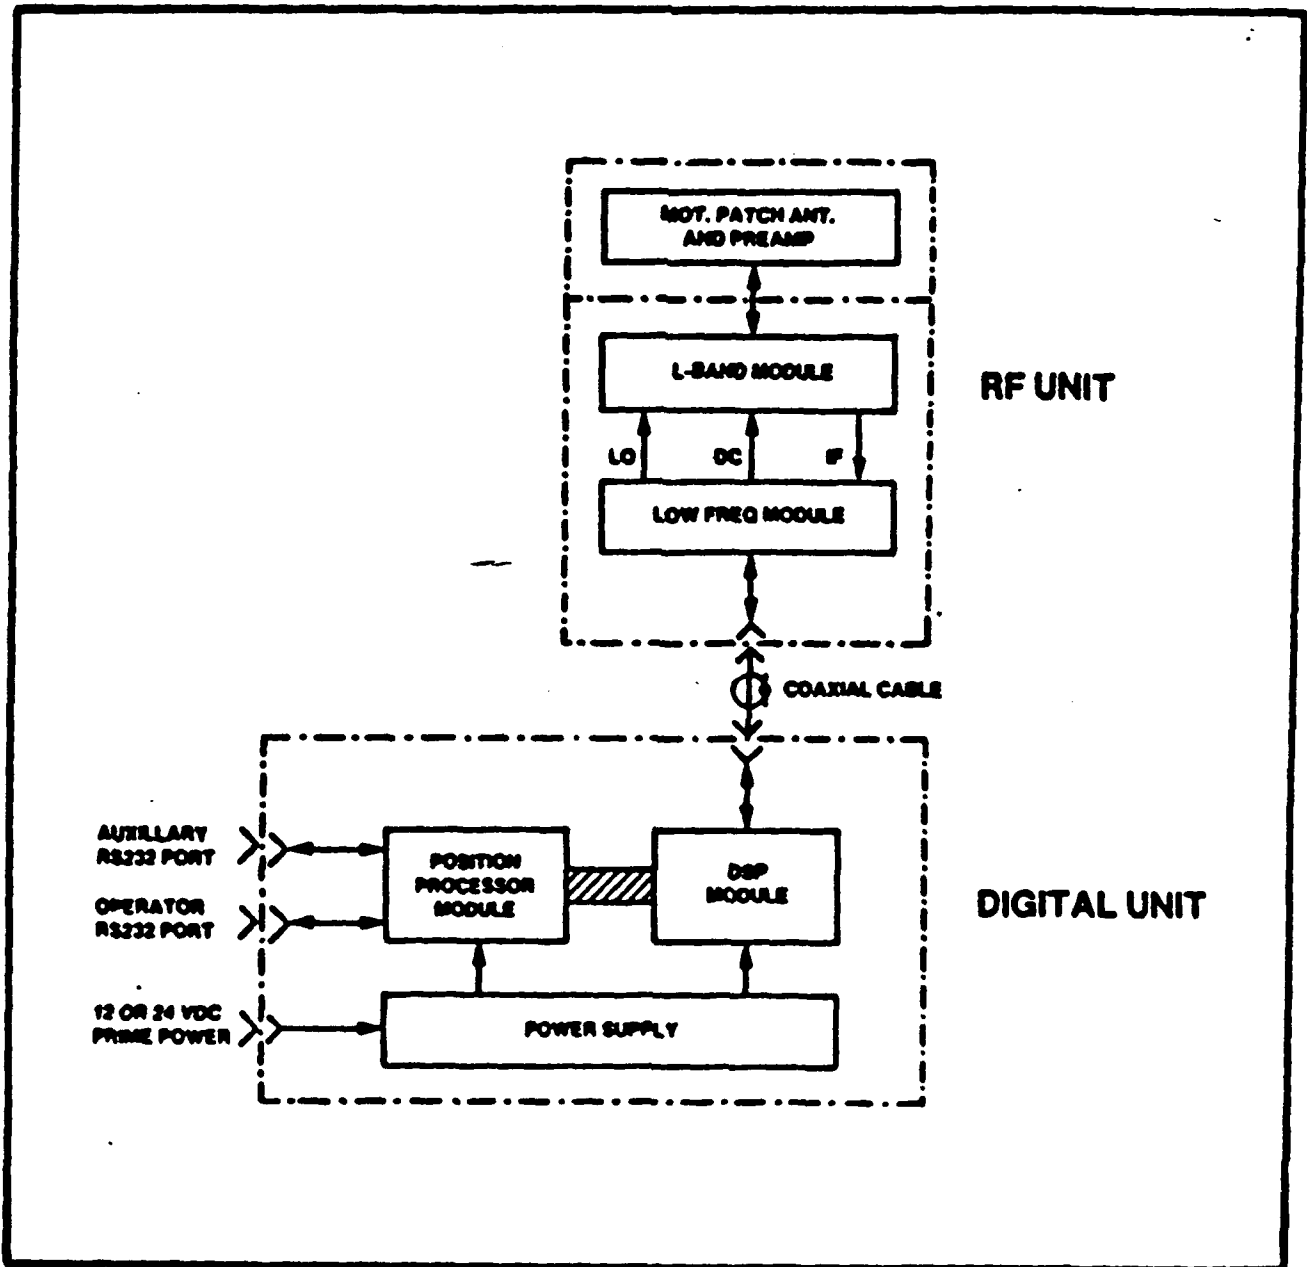 MOT. PATCH ANT.
AND PREAMP
L-BAND MODULE
RF UNIT
LO
DC
IF
LOW FREQ MODULE
COAXIAL CABLE
AUXILLARY
RS232 PORT
OPERATOR
RS232 PORT
POSITION
PROCESSOR
MODULE
DSP
MODULE
DIGITAL UNIT
12 OR 24 VDC
PRIME POWER
POWER SUPPLY